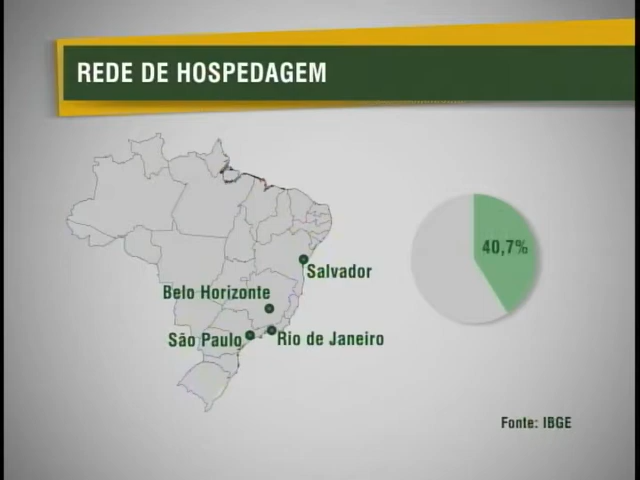 REDE DE HOSPEDAGEM
40,7%
Salvador
Belo Horizonte
São Paulo
Rio de Janeiro
Fonte: IBGE